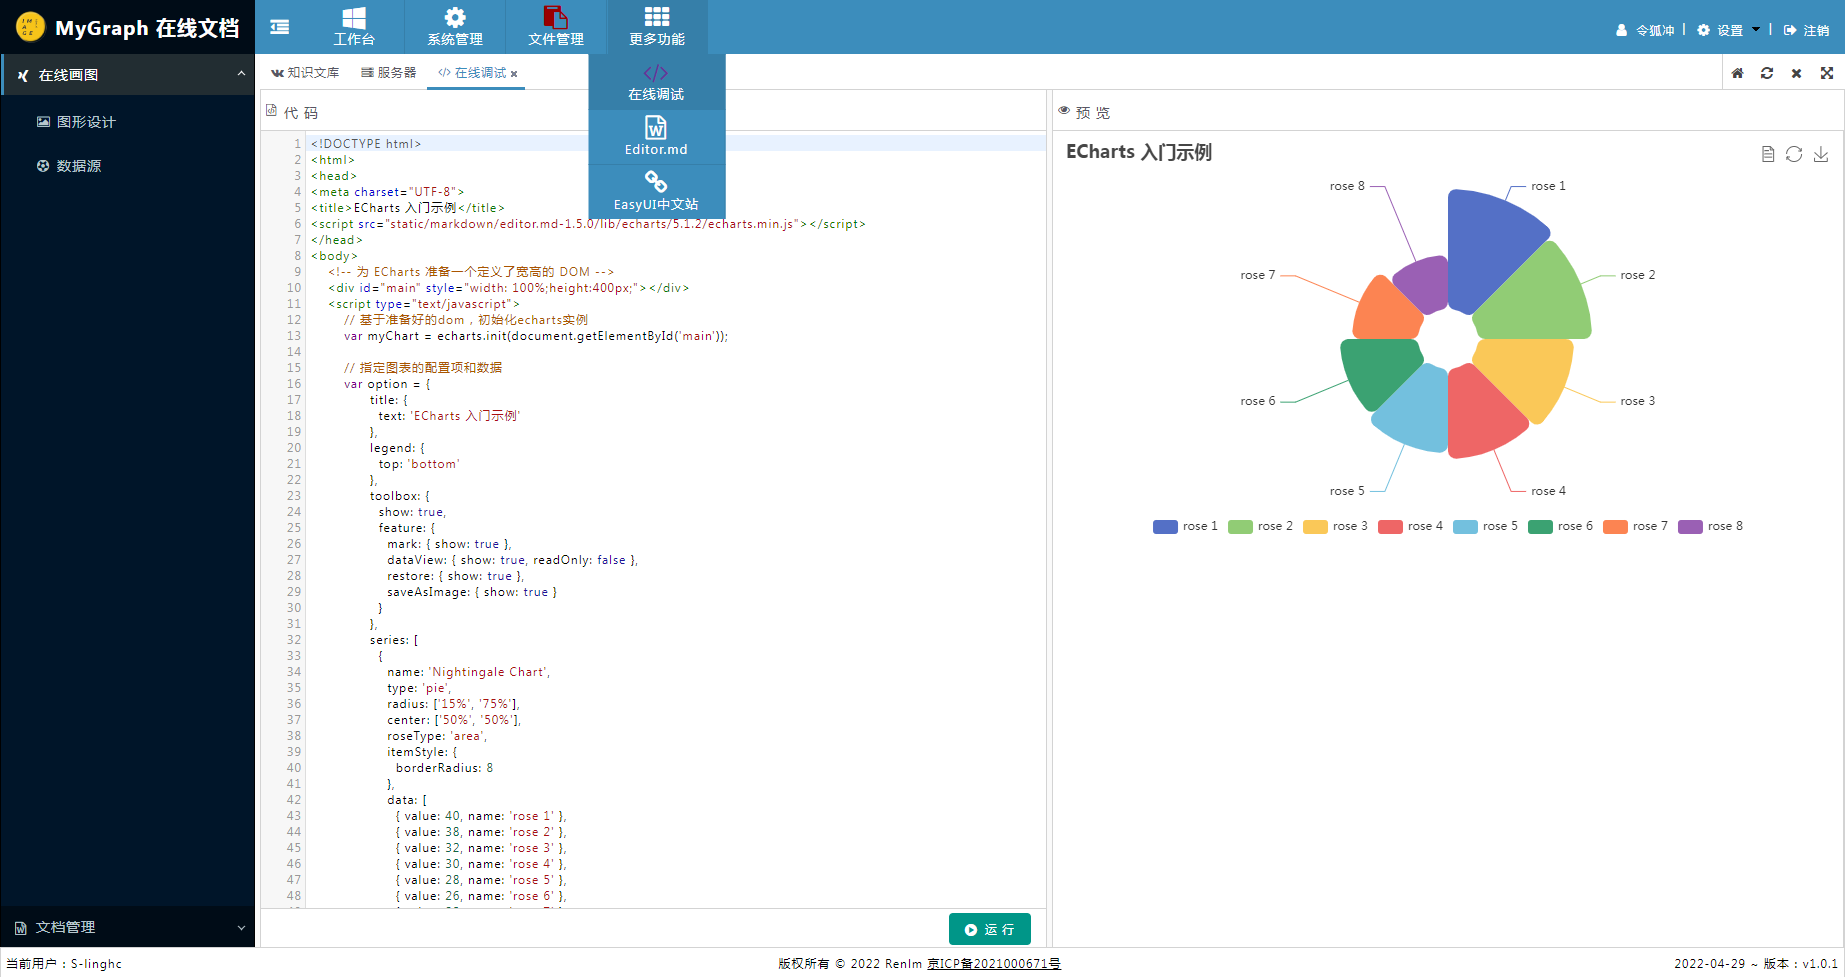 MyGraph 在线文档
工作台
系统管理
文件管理
更多功能
令狐冲
设置
注销
在线画图
图形设计
数据源
文档管理
知识文库
服务器
在线调试
在线调试
Editor.md
EasyUI中文站
代 码
1 <!DOCTYPE html>
2 <html>
3 <head>
4 <meta charset="UTF-8">
5 <title>ECharts 入门示例</title>
6 <script src="static/markdown/editor.md-1.5.0/lib/echarts/5.1.2/echarts.min.js"></script>
7 </head>
8 <body>
9 <!-- 为 ECharts 准备一个定义了宽高的 DOM -->
10 <div id="main" style="width: 100%;height:400px;"></div>
11 <script type="text/javascript">
12 // 基于准备好的dom，初始化echarts实例
13 var myChart = echarts.init(document.getElementById('main'));
14
15 // 指定图表的配置项和数据
16 var option = {
17 title: {
18 text: 'ECharts 入门示例'
19 },
20 legend: {
21 top: 'bottom'
22 },
23 toolbox: {
24 show: true,
25 feature: {
26 mark: { show: true },
27 dataView: { show: true, readOnly: false },
28 restore: { show: true },
29 saveAsImage: { show: true }
30 }
31 },
32 series: [
33 {
34 name: 'Nightingale Chart',
35 type: 'pie',
36 radius: ['15%', '75%'],
37 center: ['50%', '50%'],
38 roseType: 'area',
39 itemStyle: {
40 borderRadius: 8
41 },
42 data: [
43 { value: 40, name: 'rose 1' },
44 { value: 38, name: 'rose 2' },
45 { value: 32, name: 'rose 3' },
46 { value: 30, name: 'rose 4' },
47 { value: 28, name: 'rose 5' },
48 { value: 26, name: 'rose 6' },
运 行
预 览
ECharts 入门示例
rose 8
rose 1
rose 7
rose 2
rose 6
rose 3
rose 5
rose 4
rose 1 rose 2 rose 3 rose 4 rose 5 rose 6 rose 7 rose 8
当前用户：S-linghc
版权所有 © 2022 Renlm 京ICP备2021000671号
2022-04-29 ~ 版本：v1.0.1